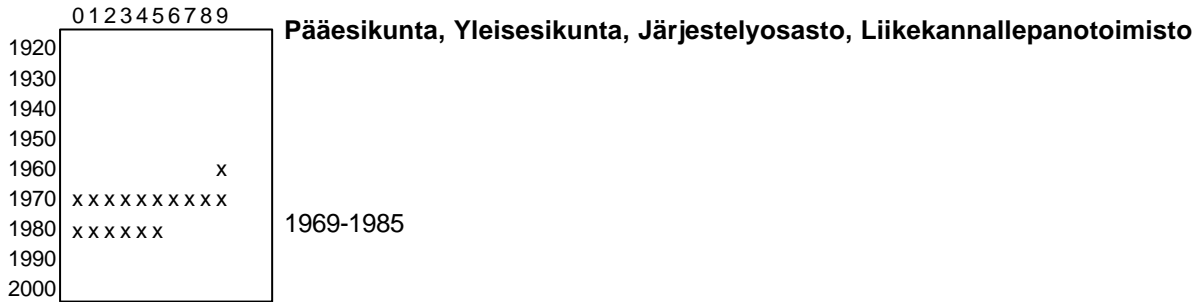 0123456789
Pääesikunta, Yleisesikunta, Järjestelyosasto, Liikekannallepanotoimisto
1920
1930
1940
1950
1960 x
1970 xxxxxxxxxx
1980 xxxxxx 1969-1985
1990
2000